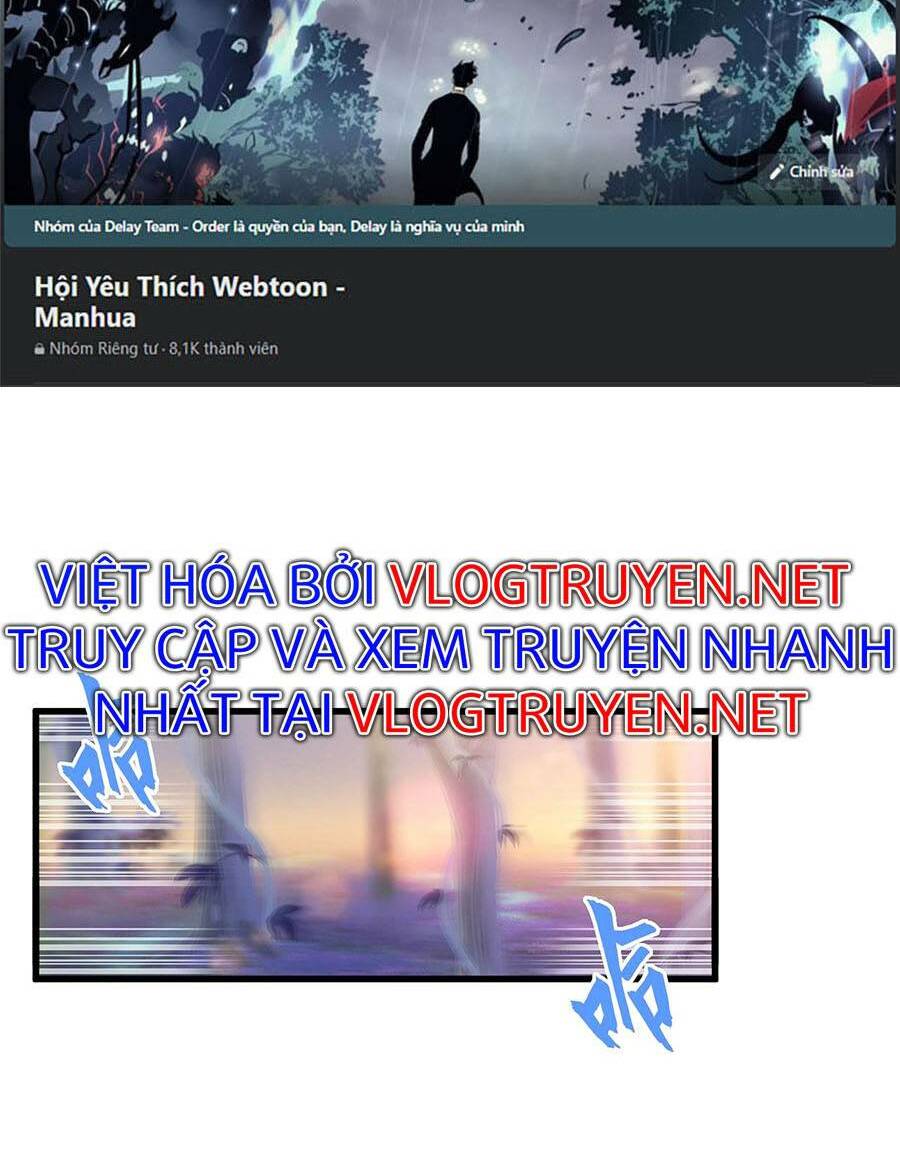 Chỉnh sửa
Nhóm của Delay Team - Order là quyền của bạn, Delay là nghĩa vụ của mình
Hội Yêu Thích Webtoon -
Manhua
Nhóm Riêng tư · 8,1K thành viên
VIỆT HÓA BỞI VLOGTRUYEN.NET
TRUY CẬP VÀ XEM TRUYỆN NHANH
NHẤT TẠI VLOGTRUYEN.NET